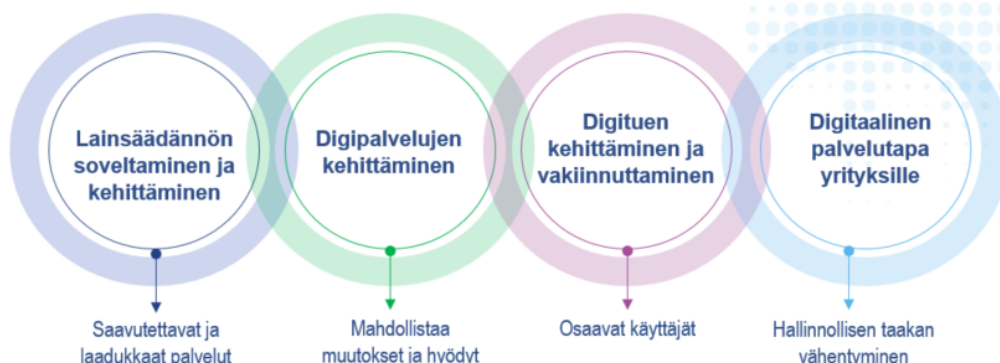 Lainsäädännön
soveltaminen ja
kehittäminen
Digipalvelujen
kehittäminen
Digituen
kehittäminen ja
vakiinnuttaminen
Digitaalinen
palvelutapa
yrityksille
Saavutettavat ja
laadukkaat palvelut
Mahdollistaa
muutokset ja hyödyt
Osaavat käyttäjät
Hallinnollisen taakan
vähentyminen